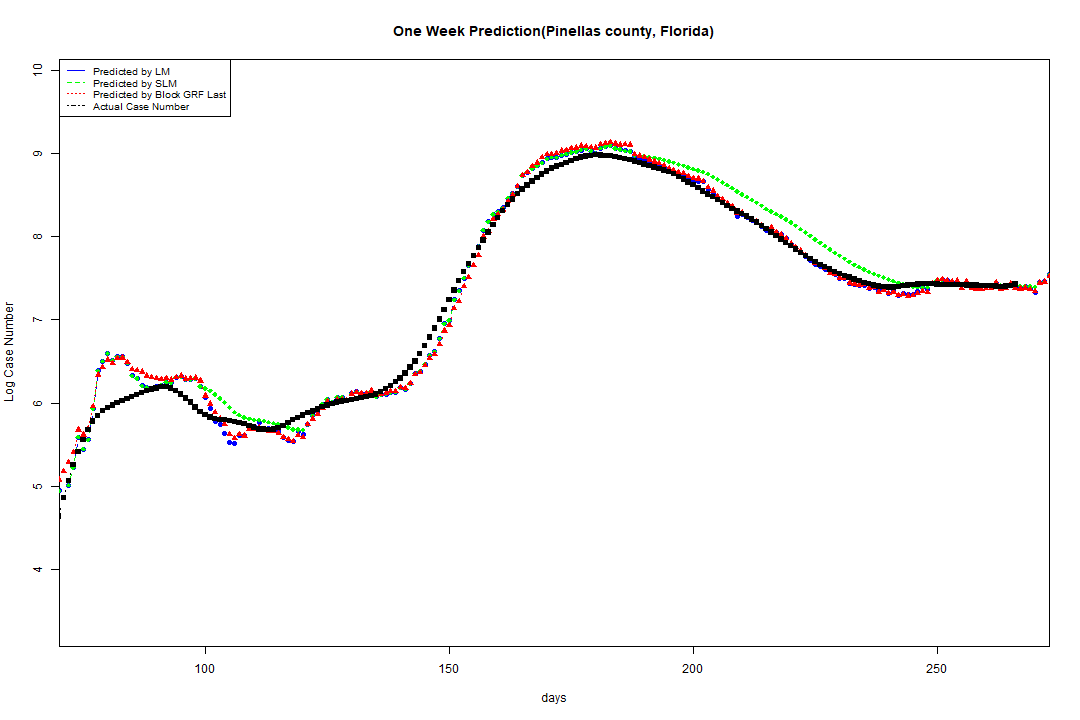 One Week Prediction(Pinellas county, Florida)
Predicted by LM
Predicted by SLM
Predicted by Block GRF Last
Actual Case Number
10
9
8
7
6
5
4
Log Case Number
100 150 200 250
days